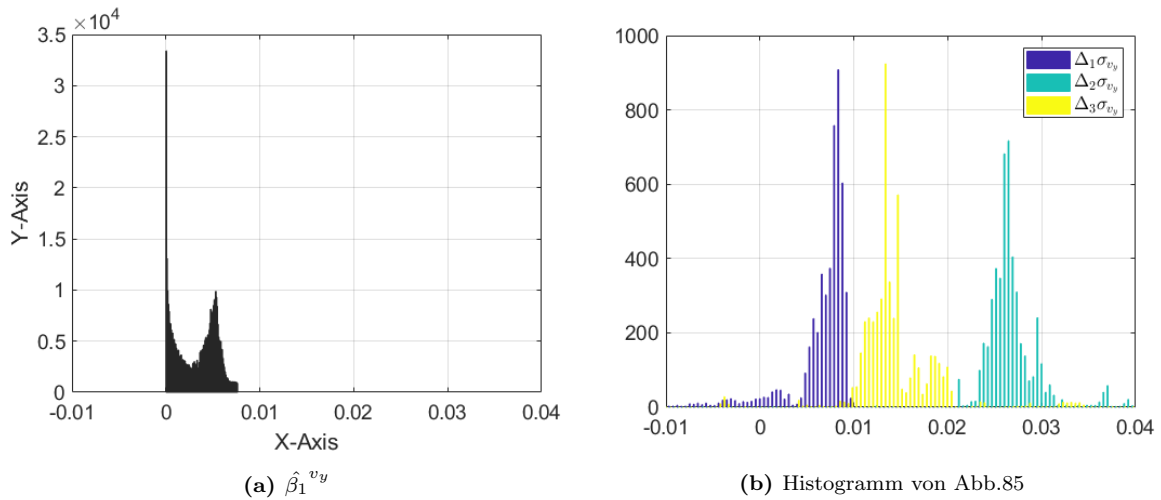 ×10⁴
3.5
3
2.5
2
1.5
1
0.5
0
-0.01 0 0.01 0.02 0.03 0.04
Y-Axis
X-Axis
(a) β̂₁^{v_y}
1000
800
600
400
200
0
-0.01 0 0.01 0.02 0.03 0.04
Δ₁σ_{v_y}
Δ₂σ_{v_y}
Δ₃σ_{v_y}
(b) Histogramm von Abb.85